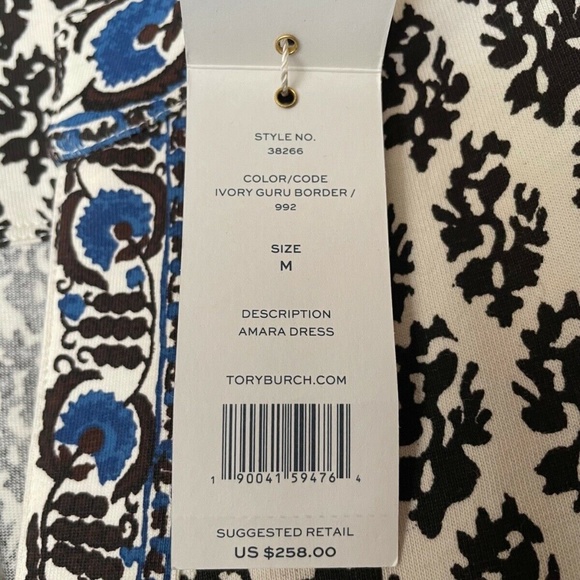 STYLE NO.
38266
COLOR/CODE
IVORY GURU BORDER /
992
SIZE
M
DESCRIPTION
AMARA DRESS
TORYBURCH.COM
1 90041 59476 4
SUGGESTED RETAIL
US $258.00